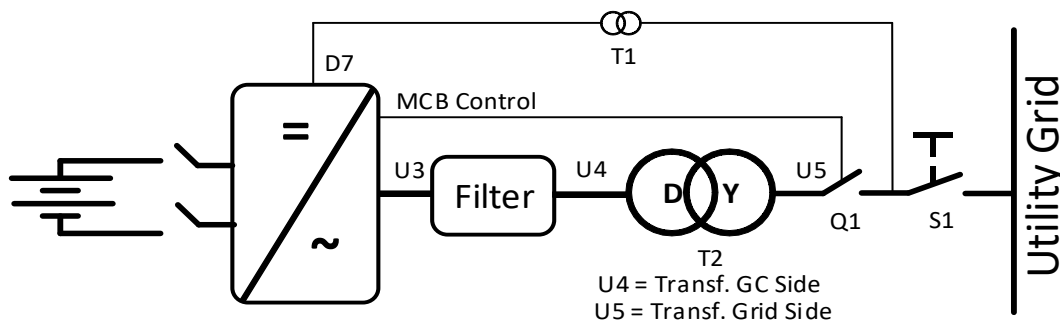 D7
T1
MCB Control
=
~
U3
Filter
U4
D
Y
U5
Q1
S1
T2
U4 = Transf. GC Side
U5 = Transf. Grid Side
Utility Grid